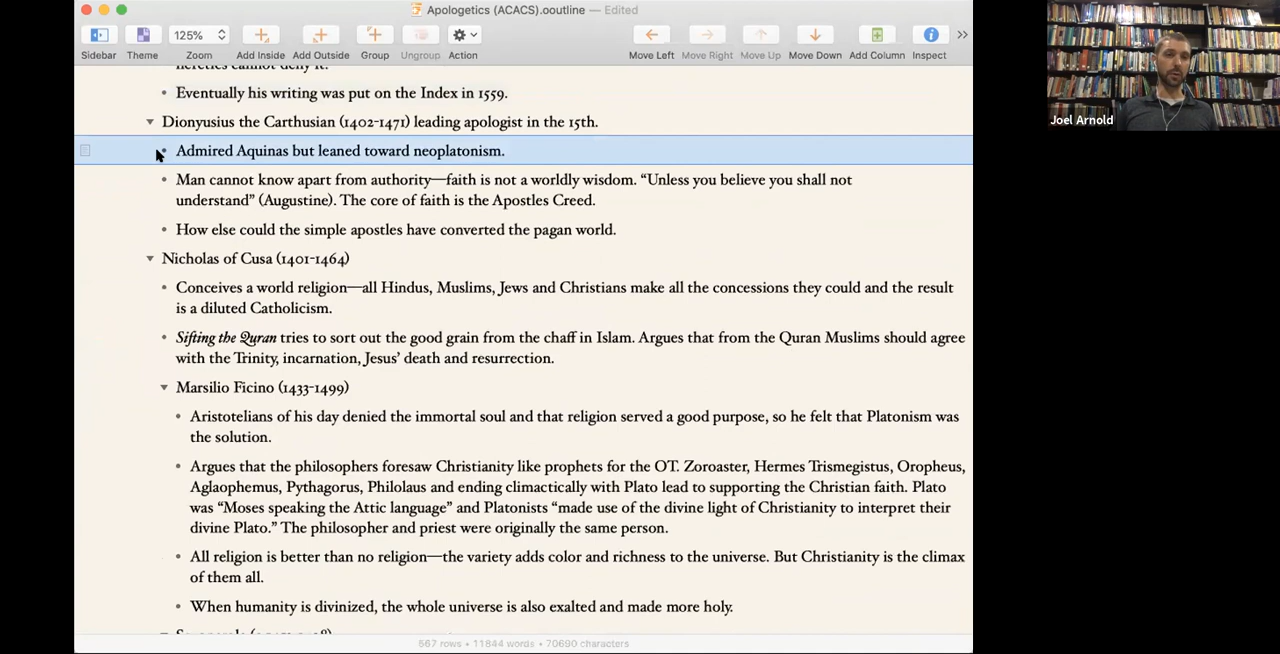 Apologetics (ACACS).ooutline — Edited
125%
Sidebar Theme Zoom Add Inside Add Outside Group Ungroup Action Move Left Move Right Move Up Move Down Add Column Inspect
heretics cannot deny it.
• Eventually his writing was put on the Index in 1559.
Dionyusius the Carthusian (1402-1471) leading apologist in the 15th.
• Admired Aquinas but leaned toward neoplatonism.
• Man cannot know apart from authority—faith is not a worldly wisdom. “Unless you believe you shall not
understand” (Augustine). The core of faith is the Apostles Creed.
• How else could the simple apostles have converted the pagan world.
Nicholas of Cusa (1401-1464)
• Conceives a world religion—all Hindus, Muslims, Jews and Christians make all the concessions they could and the result
is a diluted Catholicism.
• Sifting the Quran tries to sort out the good grain from the chaff in Islam. Argues that from the Quran Muslims should agree
with the Trinity, incarnation, Jesus’ death and resurrection.
Marsilio Ficino (1433-1499)
• Aristotelians of his day denied the immortal soul and that religion served a good purpose, so he felt that Platonism was
the solution.
• Argues that the philosophers foresaw Christianity like prophets for the OT. Zoroaster, Hermes Trismegistus, Oropheus,
Aglaophemus, Pythagorus, Philolaus and ending climactically with Plato lead to supporting the Christian faith. Plato
was “Moses speaking the Attic language” and Platonists “made use of the divine light of Christianity to interpret their
divine Plato.” The philosopher and priest were originally the same person.
• All religion is better than no religion—the variety adds color and richness to the universe. But Christianity is the climax
of them all.
• When humanity is divinized, the whole universe is also exalted and made more holy.
567 rows • 11844 words • 70690 characters
Joel Arnold